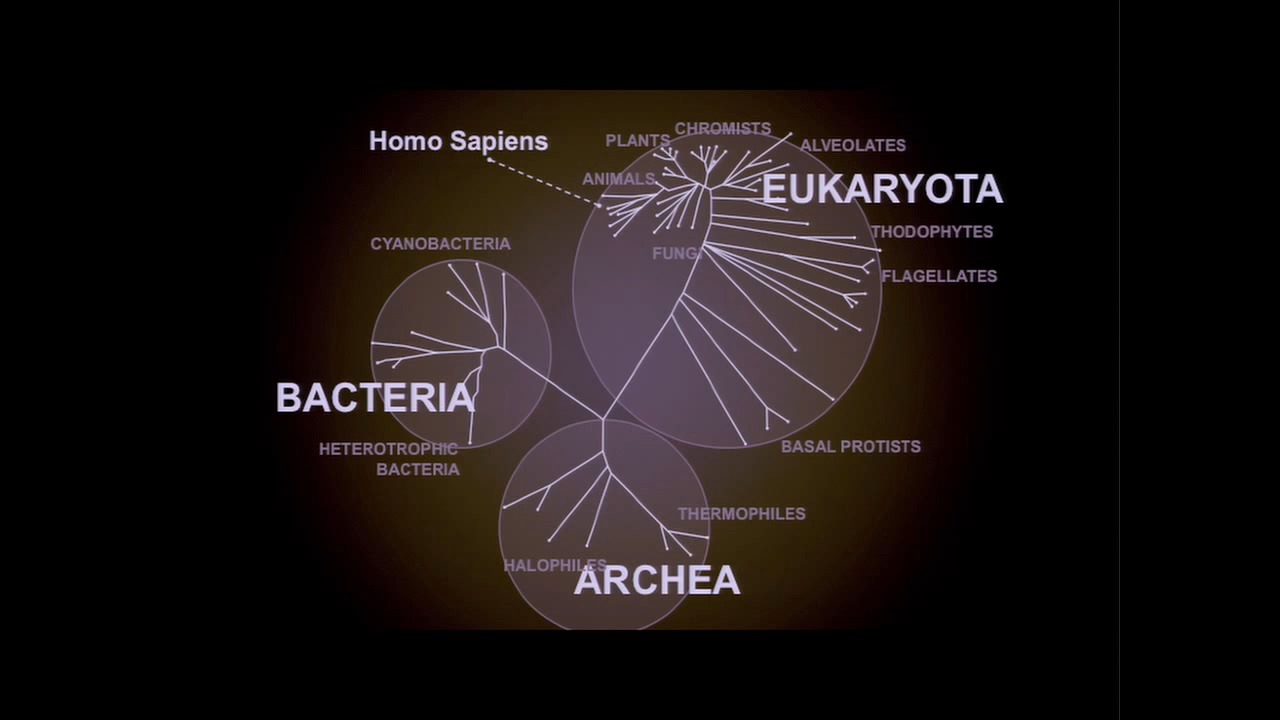 CHROMISTS
Homo Sapiens
PLANTS
ALVEOLATES
ANIMALS
EUKARYOTA
THODOPHYTES
CYANOBACTERIA
FUNGI
FLAGELLATES
BACTERIA
HETEROTROPHIC
BACTERIA
BASAL PROTISTS
THERMOPHILES
HALOPHILES
ARCHEA